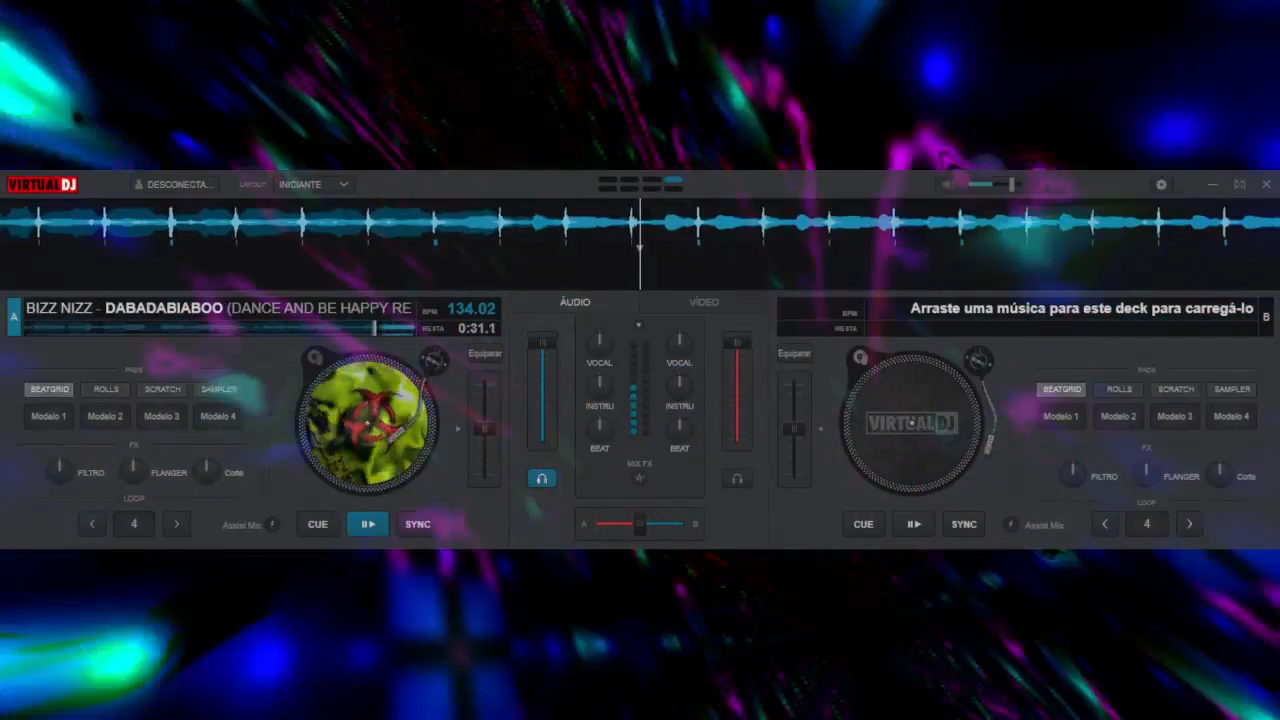 VIRTUALDJ
DESCONECTA... LAYOUT INICIANTE
A BIZZ NIZZ - DABADABIABOO (DANCE AND BE HAPPY RE BPM 134.02
RESTA 0:31.1
ÁUDIO VÍDEO
BPM Arraste uma música para este deck para carregá-lo B
RESTA
Equiparar
PADS
BEATGRID ROLLS SCRATCH SAMPLER
Modelo 1 Modelo 2 Modelo 3 Modelo 4
FX
FILTRO FLANGER Corte
LOOP
4 Assist Mix CUE SYNC
VOCAL VOCAL
INSTRU INSTRU
BEAT BEAT
MIX FX
A B
Equiparar
VIRTUALDJ
PADS
BEATGRID ROLLS SCRATCH SAMPLER
Modelo 1 Modelo 2 Modelo 3 Modelo 4
FX
FILTRO FLANGER Corte
LOOP
CUE SYNC Assist Mix 4